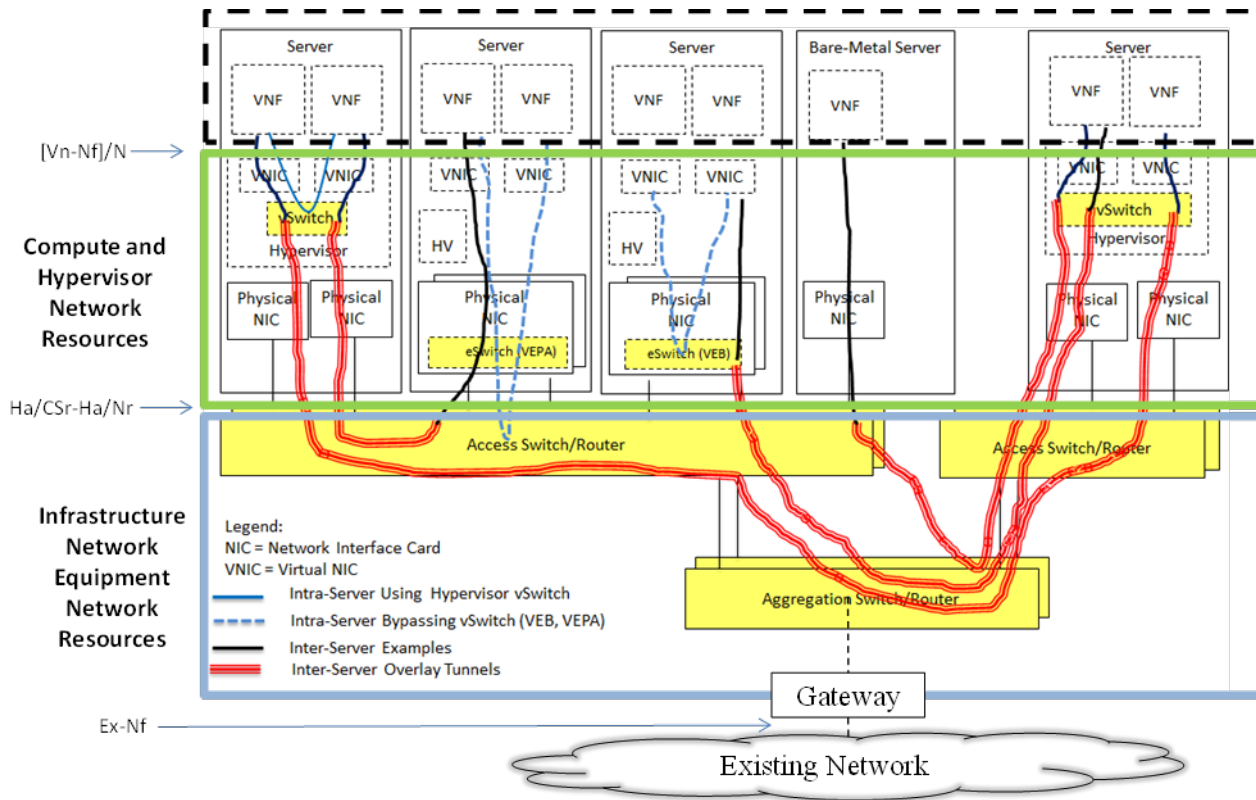 Server
Server
Server
Bare-Metal Server
Server
VNF
VNF
VNF
VNF
VNF
VNF
VNF
VNF
VNF
[Vn-Nf]/N
VNIC
VNIC
VNIC
VNIC
VNIC
VNIC
VNIC
VNIC
vSwitch
Hypervisor
HV
HV
vSwitch
Hypervisor
Compute and
Hypervisor
Network
Resources
Physical
NIC
Physical
NIC
Physical
NIC
eSwitch (VEPA)
Physical
NIC
eSwitch (VEB)
Physical
NIC
Physical
NIC
Physical
NIC
Ha/CSr-Ha/Nr
Access Switch/Router
Access Switch/Router
Infrastructure
Network
Equipment
Network
Resources
Legend:
NIC = Network Interface Card
VNIC = Virtual NIC
Intra-Server Using Hypervisor vSwitch
Intra-Server Bypassing vSwitch (VEB, VEPA)
Inter-Server Examples
Inter-Server Overlay Tunnels
Aggregation Switch/Router
Gateway
Ex-Nf
Existing Network